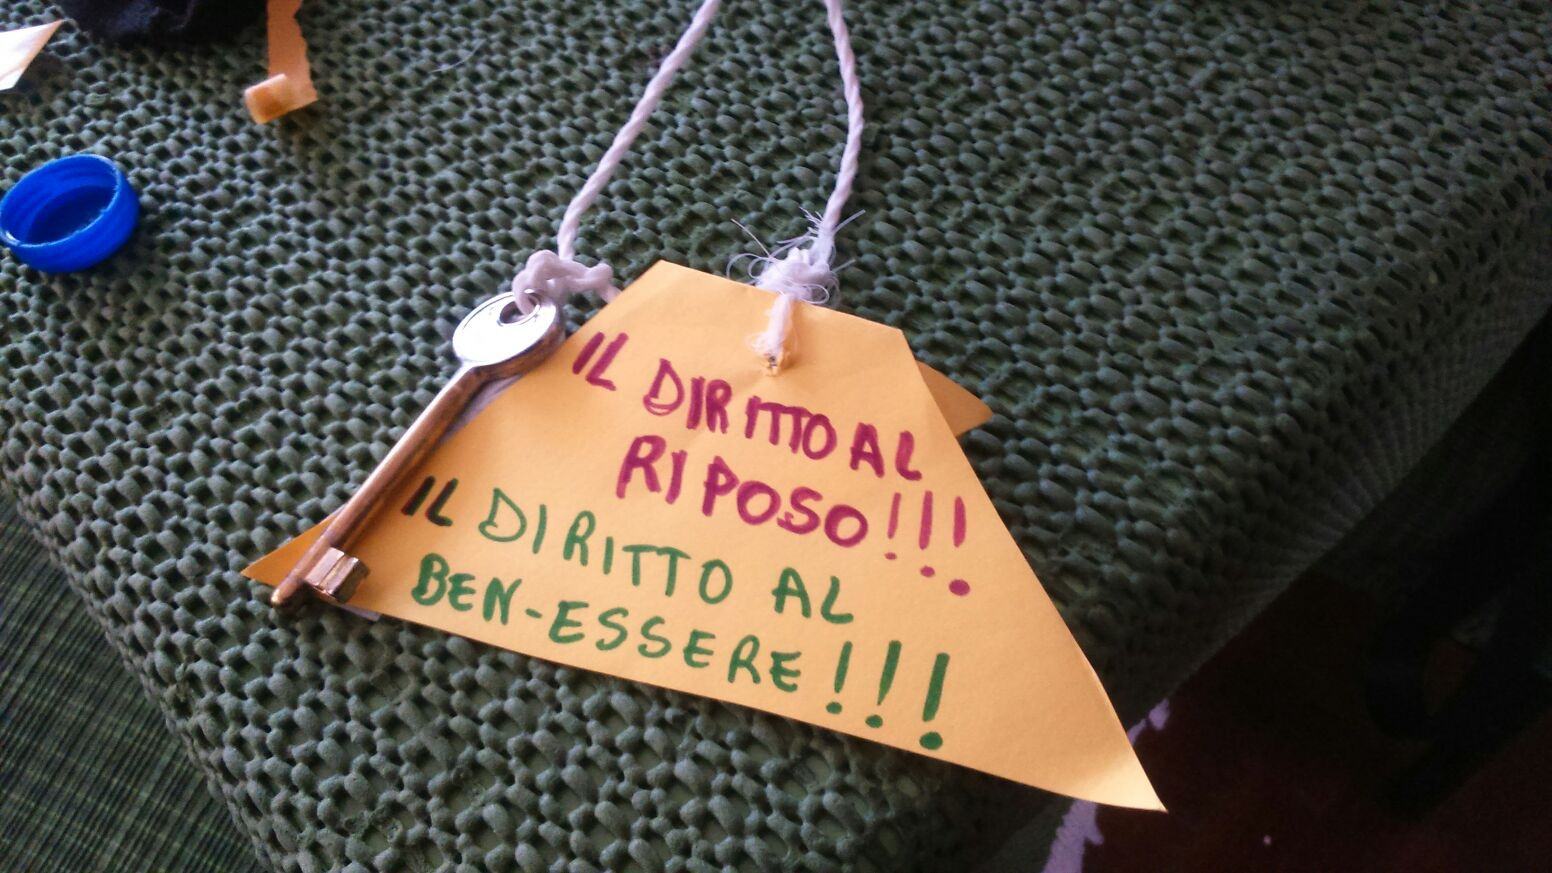 IL DIRITTO AL
RIPOSO!!!
IL DIRITTO AL
BEN-ESSERE!!!